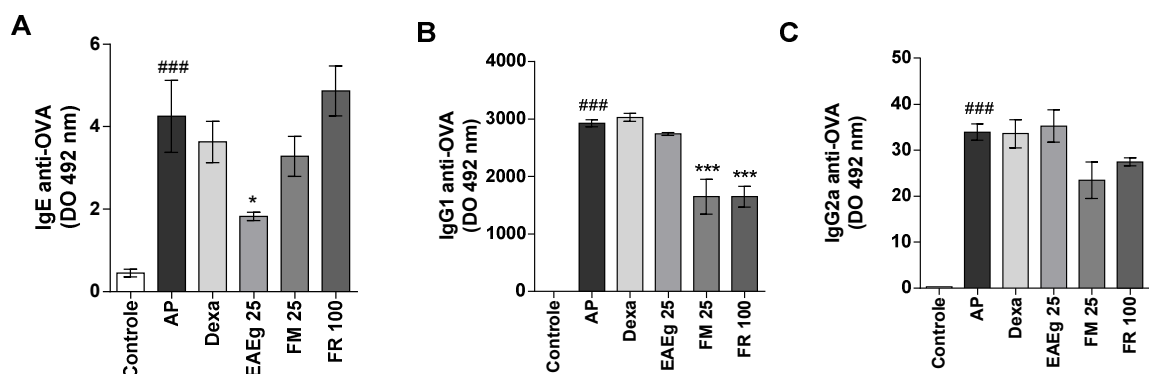 A
IgE anti-OVA
(DO 492 nm)
6
4
2
0
###
*
Controle
AP
Dexa
EAEg 25
FM 25
FR 100
B
IgG1 anti-OVA
(DO 492 nm)
4000
3000
2000
1000
0
###
***
***
Controle
AP
Dexa
EAEg 25
FM 25
FR 100
C
IgG2a anti-OVA
(DO 492 nm)
50
40
30
20
10
0
###
Controle
AP
Dexa
EAEg 25
FM 25
FR 100